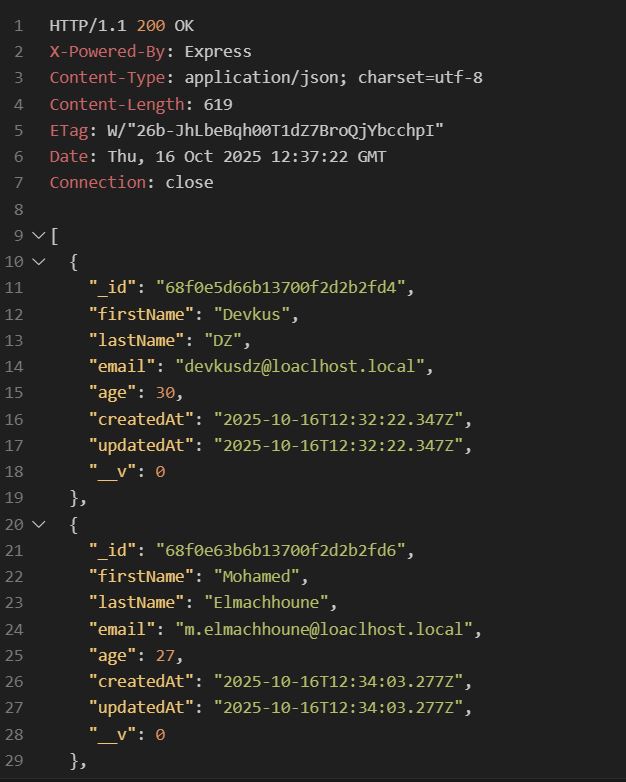 1 HTTP/1.1 200 OK
2 X-Powered-By: Express
3 Content-Type: application/json; charset=utf-8
4 Content-Length: 619
5 ETag: W/"26b-JhLbeBqh00T1dZ7BroQjYbcchpI"
6 Date: Thu, 16 Oct 2025 12:37:22 GMT
7 Connection: close
8
9 [
10 {
11 "_id": "68f0e5d66b13700f2d2b2fd4",
12 "firstName": "Devkus",
13 "lastName": "DZ",
14 "email": "devkusdz@loaclhost.local",
15 "age": 30,
16 "createdAt": "2025-10-16T12:32:22.347Z",
17 "updatedAt": "2025-10-16T12:32:22.347Z",
18 "__v": 0
19 },
20 {
21 "_id": "68f0e63b6b13700f2d2b2fd6",
22 "firstName": "Mohamed",
23 "lastName": "Elmachhoune",
24 "email": "m.elmachhoune@loaclhost.local",
25 "age": 27,
26 "createdAt": "2025-10-16T12:34:03.277Z",
27 "updatedAt": "2025-10-16T12:34:03.277Z",
28 "__v": 0
29 },